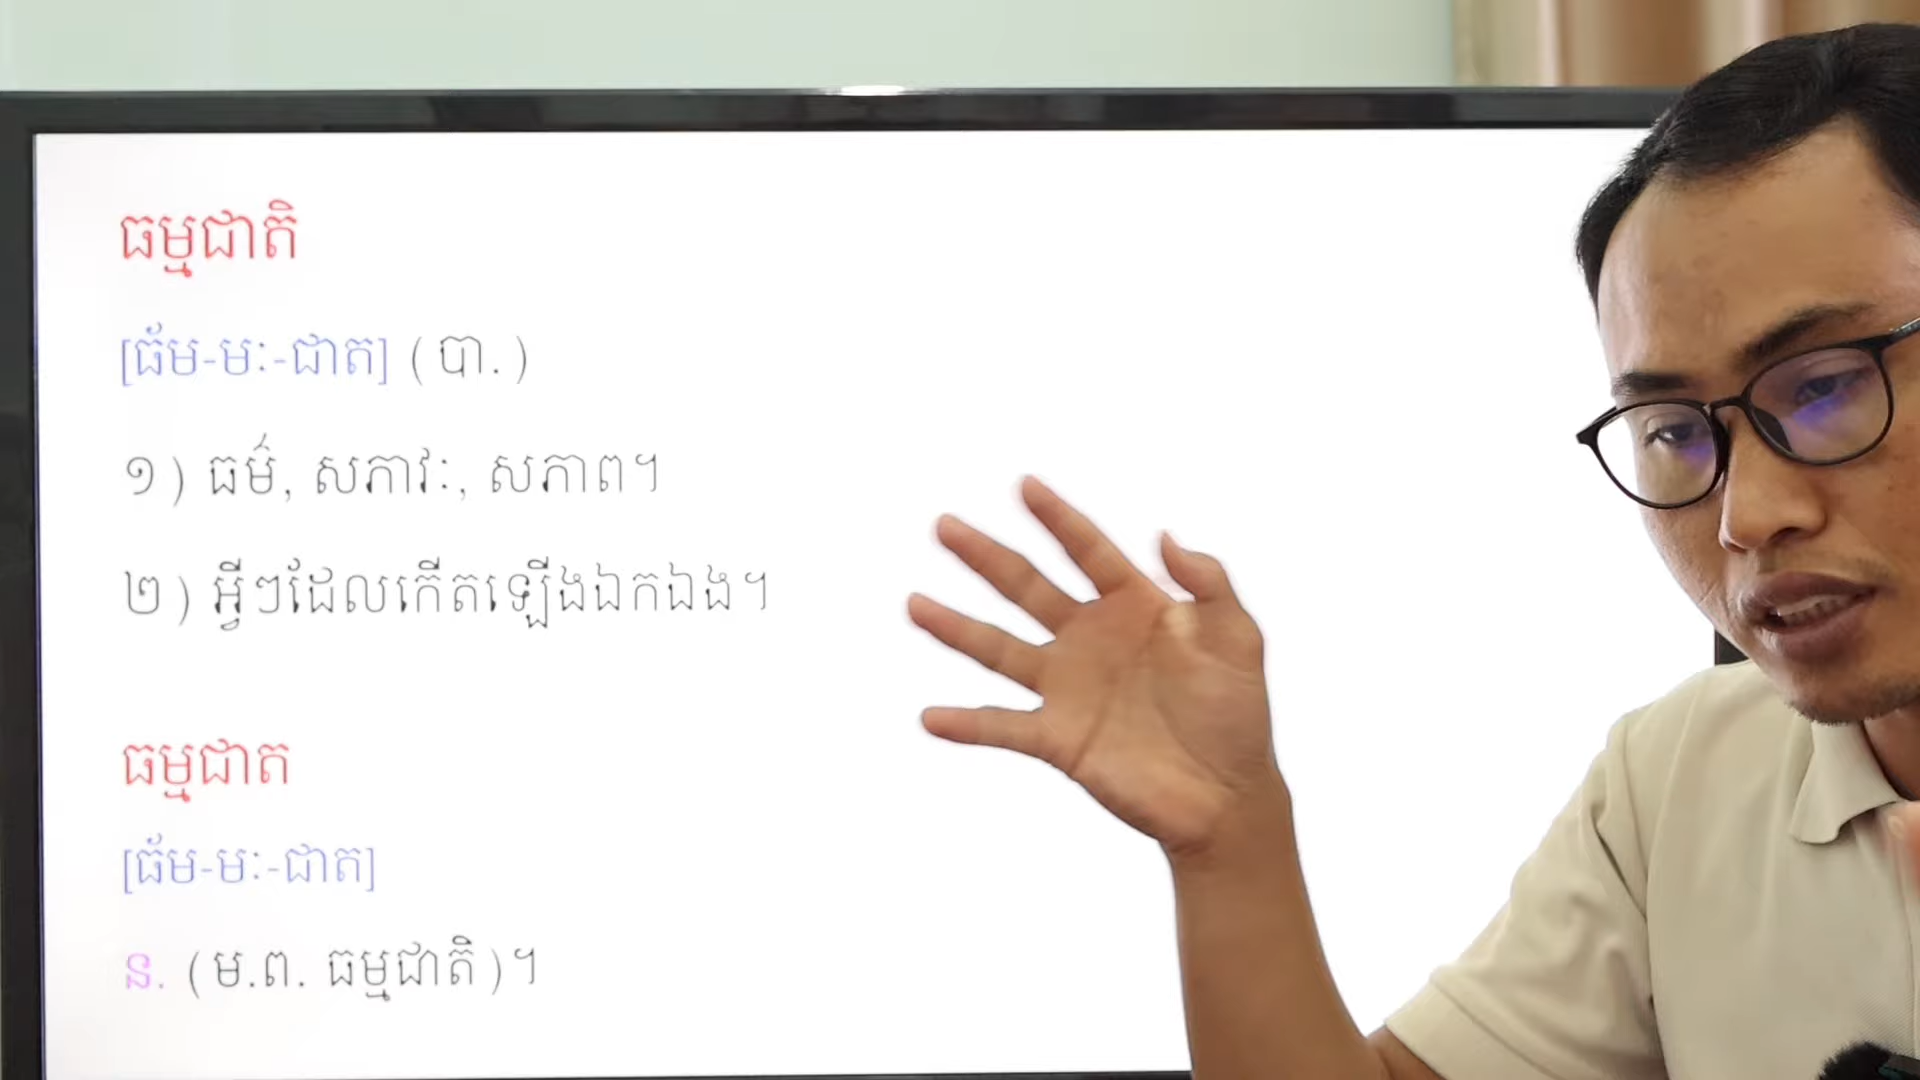 ធម្មជាតិ
[ធ័ម-មៈ-ជាត] (បា.)
១) ធម៌, សភាវៈ, សភាព។
២) អ្វីៗដែលកើតឡើងឯកឯង។
ធម្មជាត
[ធ័ម-មៈ-ជាត]
ន. (ម.ព. ធម្មជាតិ)។